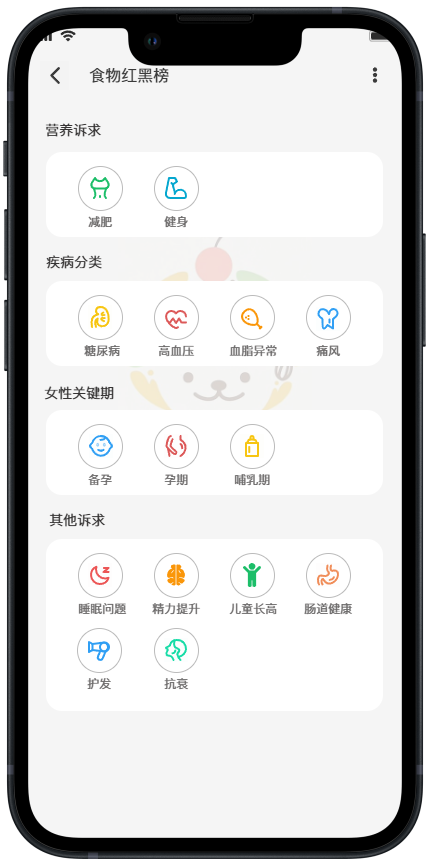 食物红黑榜
营养诉求
减肥 健身
疾病分类
糖尿病 高血压 血脂异常 痛风
女性关键期
备孕 孕期 哺乳期
其他诉求
睡眠问题 精力提升 儿童长高 肠道健康
护发 抗衰